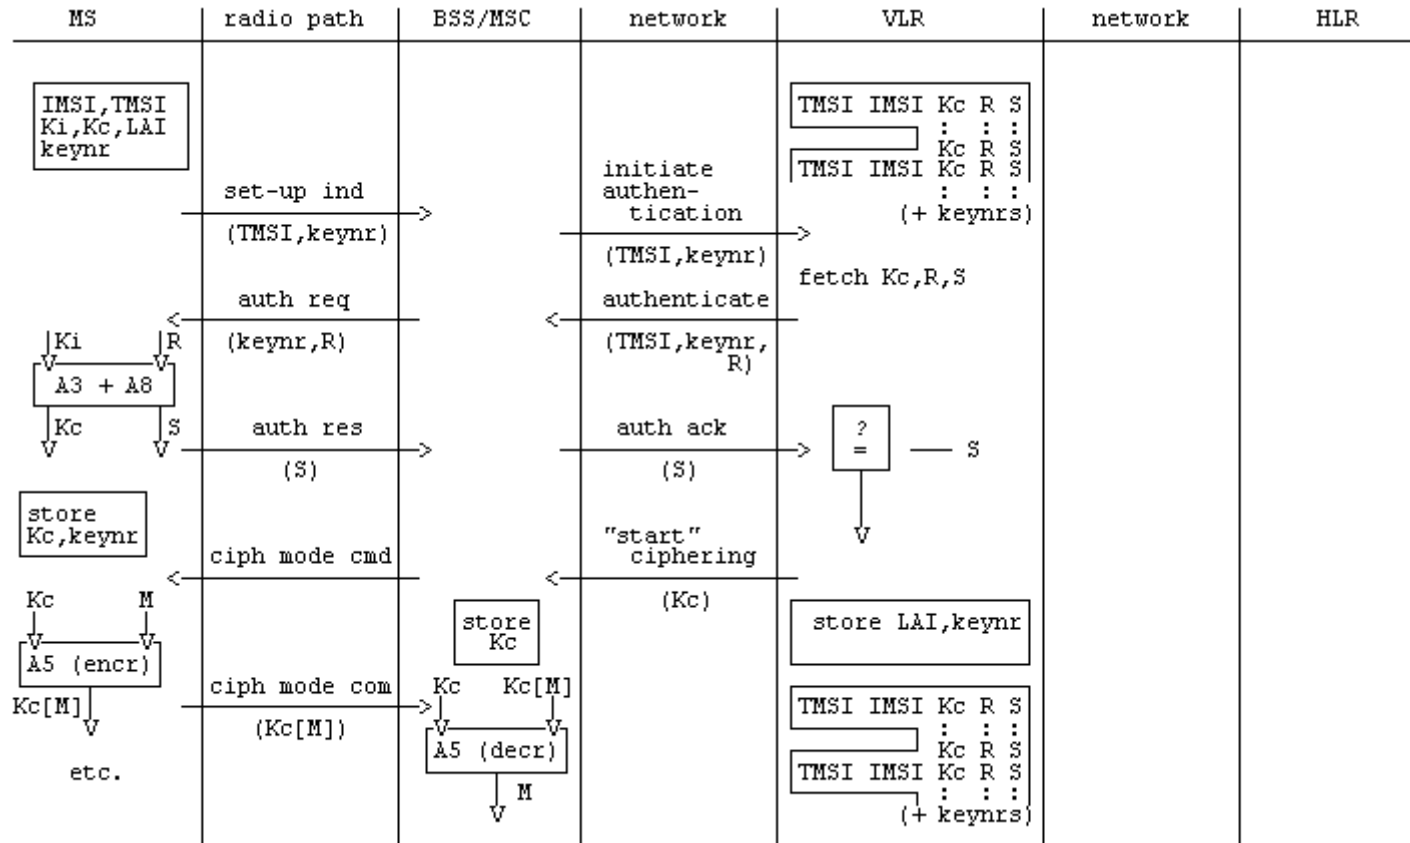 MS radio path BSS/MSC network VLR network HLR
IMSI,TMSI
Ki,Kc,LAI
keynr
TMSI IMSI Kc R S
: : :
Kc R S
TMSI IMSI Kc R S
: : :
(+ keynrs)
set-up ind
(TMSI,keynr)
initiate
authen-
tication
(TMSI,keynr)
fetch Kc,R,S
auth req
(keynr,R)
authenticate
(TMSI,keynr,
R)
Ki R
A3 + A8
Kc S
auth res
(S)
auth ack
(S)
?
=
S
store
Kc,keynr
ciph mode cmd
"start"
ciphering
(Kc)
Kc M
A5 (encr)
Kc[M]
store
Kc
store LAI,keynr
ciph mode com
(Kc[M])
Kc Kc[M]
A5 (decr)
M
TMSI IMSI Kc R S
: : :
Kc R S
TMSI IMSI Kc R S
: : :
(+ keynrs)
etc.